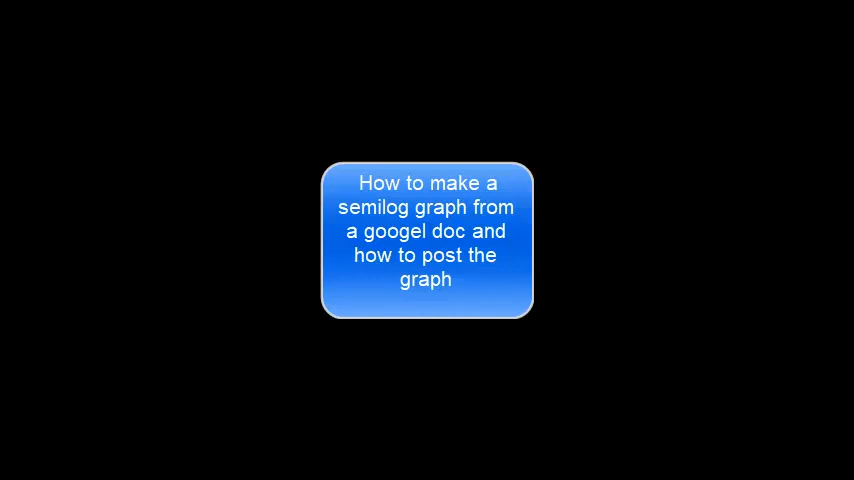 How to make a
semilog graph from
a googel doc and
how to post the
graph